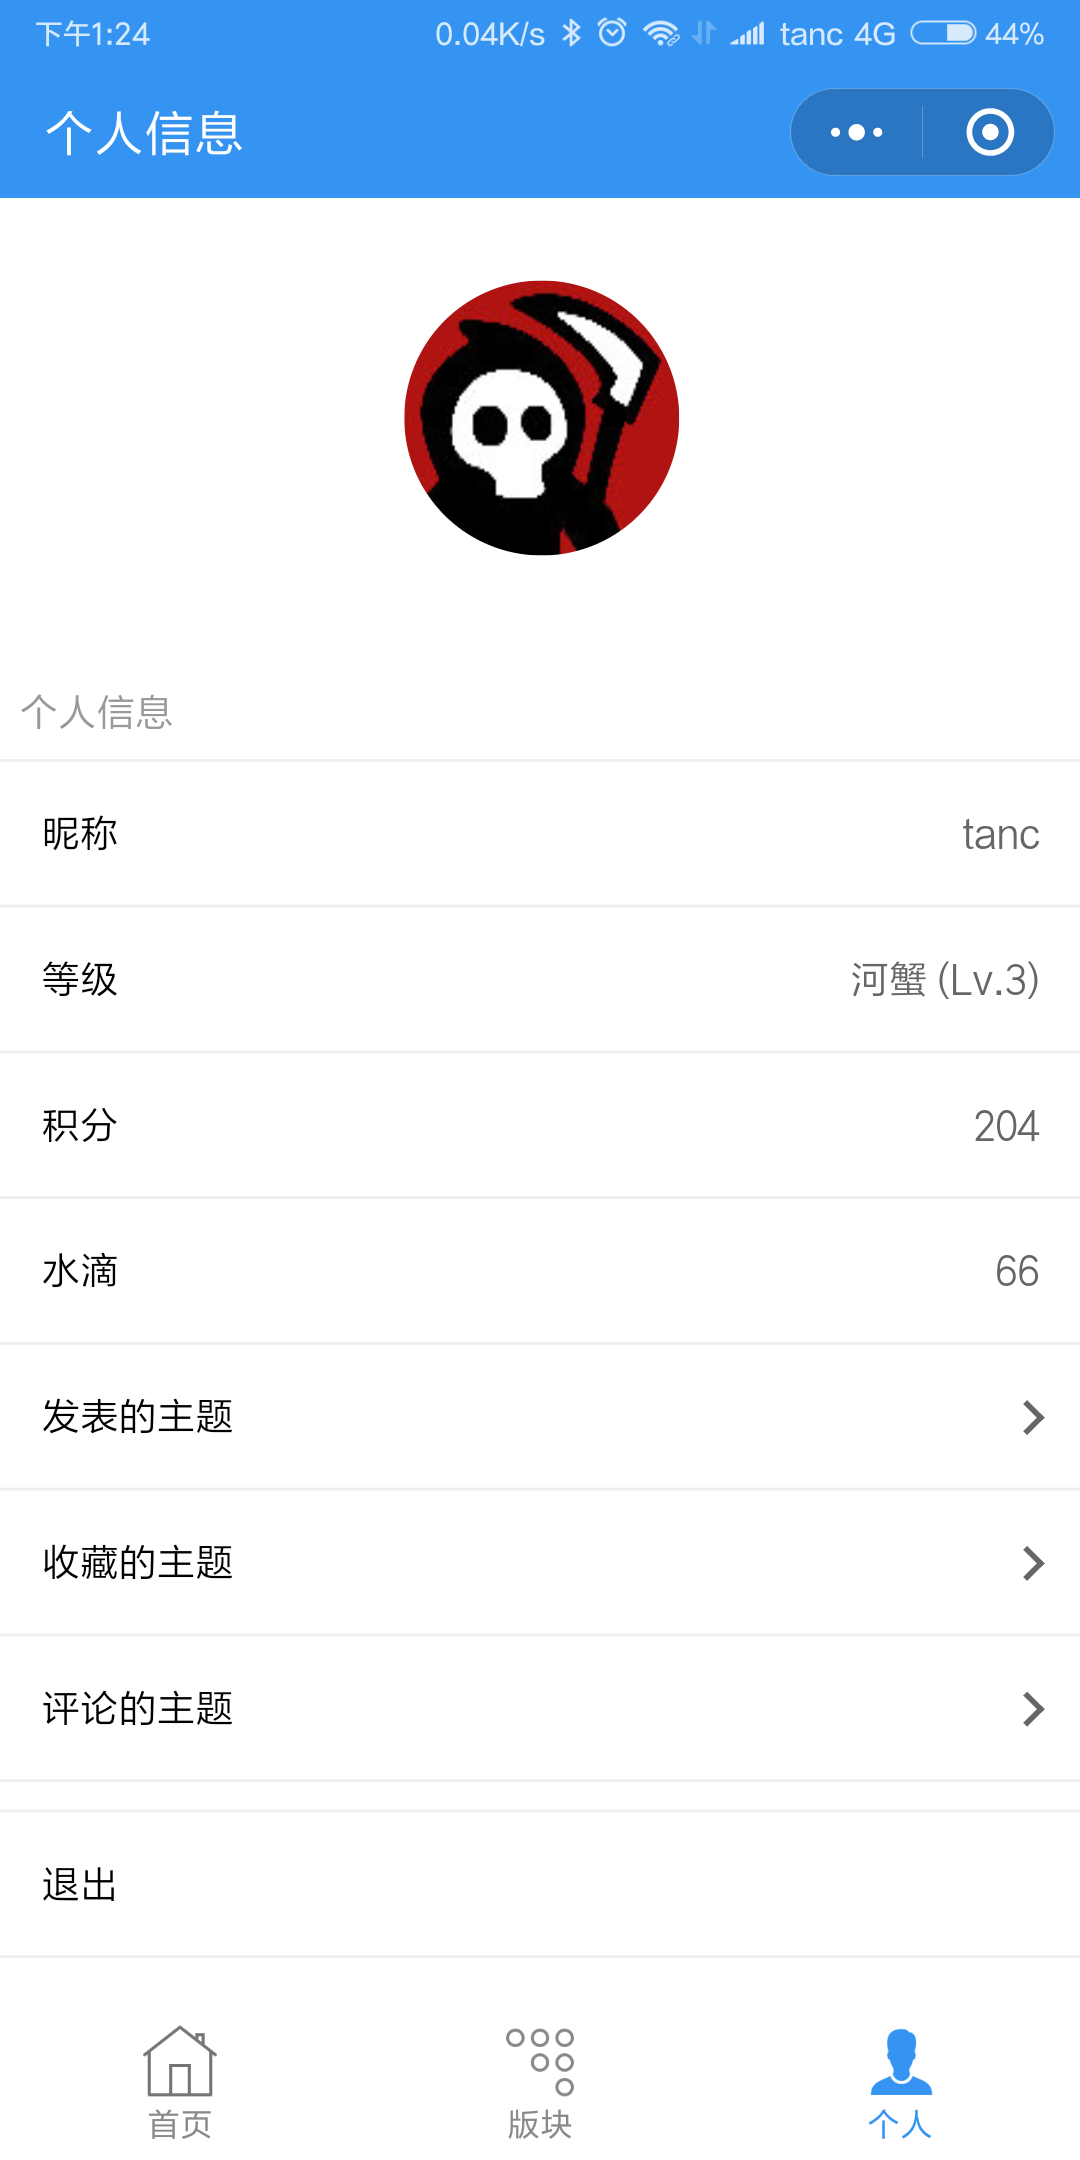 下午1:24 0.04K/s tanc 4G 44%
个人信息
个人信息
昵称 tanc
等级 河蟹 (Lv.3)
积分 204
水滴 66
发表的主题
收藏的主题
评论的主题
退出
首页 版块 个人